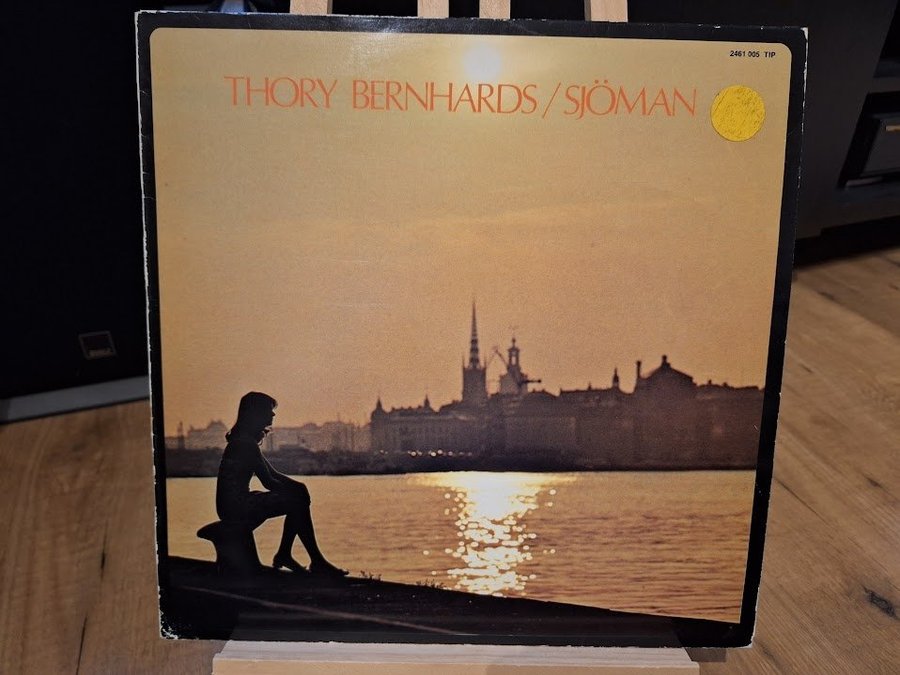 2461 005 TIP
THORY BERNHARDS / SJÖMAN